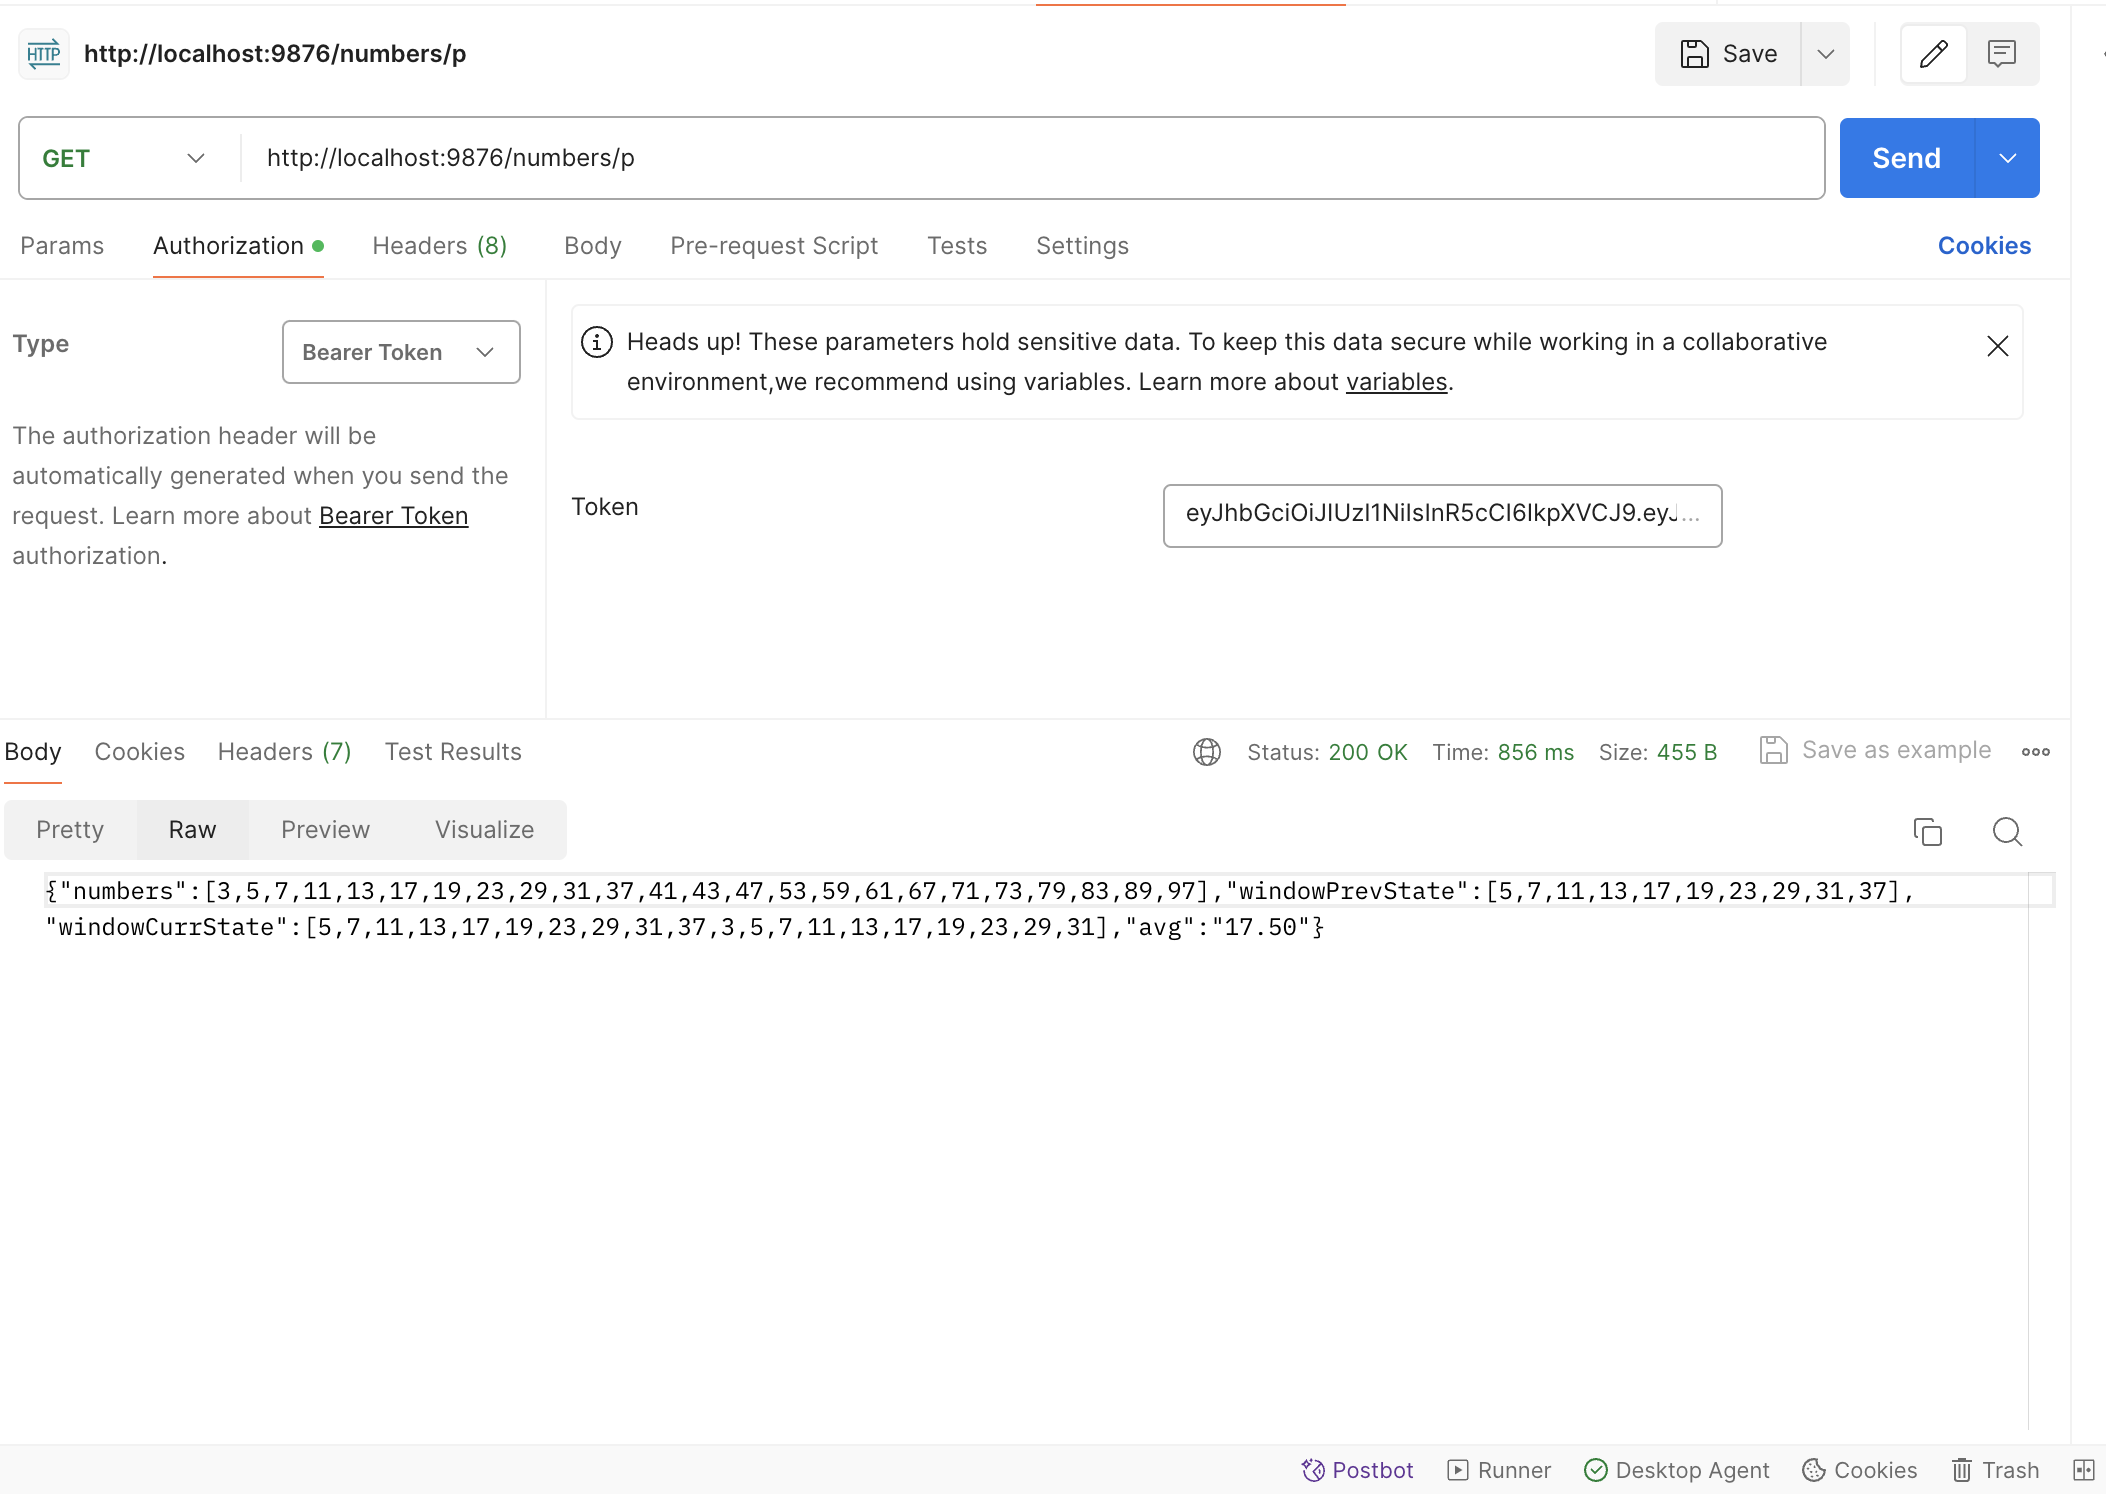 HTTP http://localhost:9876/numbers/p Save
GET http://localhost:9876/numbers/p Send
Params Authorization Headers (8) Body Pre-request Script Tests Settings Cookies
Type Bearer Token
The authorization header will be
automatically generated when you send the
request. Learn more about Bearer Token
authorization.
Heads up! These parameters hold sensitive data. To keep this data secure while working in a collaborative
environment,we recommend using variables. Learn more about variables.
Token eyJhbGciOiJIUzI1NiIsInR5cCI6IkpXVCJ9.eyJ...
Body Cookies Headers (7) Test Results Status: 200 OK Time: 856 ms Size: 455 B Save as example
Pretty Raw Preview Visualize
{"numbers":[3,5,7,11,13,17,19,23,29,31,37,41,43,47,53,59,61,67,71,73,79,83,89,97],"windowPrevState":[5,7,11,13,17,19,23,29,31,37],
"windowCurrState":[5,7,11,13,17,19,23,29,31,37,3,5,7,11,13,17,19,23,29,31],"avg":"17.50"}
Postbot Runner Desktop Agent Cookies Trash